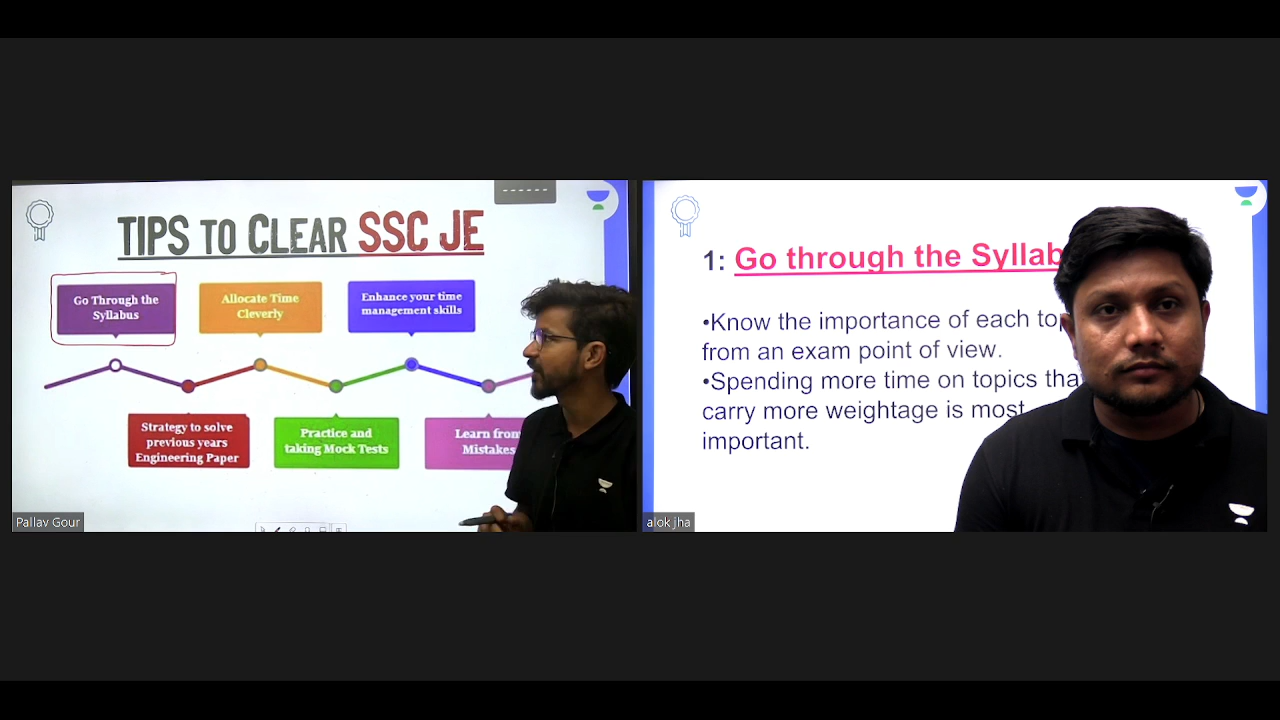 TIPS TO CLEAR SSC JE
Go Through the
Syllabus
Allocate Time
Cleverly
Enhance your time
management skills
Strategy to solve
previous years
Engineering Paper
Practice and
taking Mock Tests
Learn from
Mistakes
Pallav Gour
1: Go through the Syllab
•Know the importance of each top
from an exam point of view.
•Spending more time on topics tha
carry more weightage is most
important.
alok jha